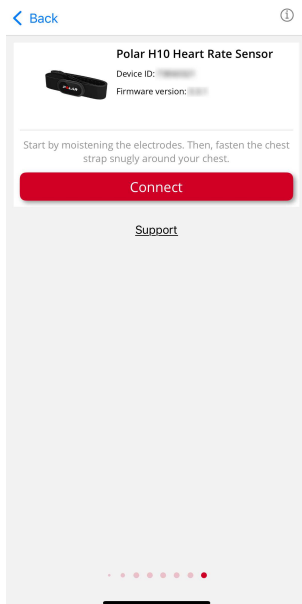 Back
Polar H10 Heart Rate Sensor
Device ID:
Firmware version:
POLAR
Start by moistening the electrodes. Then, fasten the chest
strap snugly around your chest.
Connect
Support